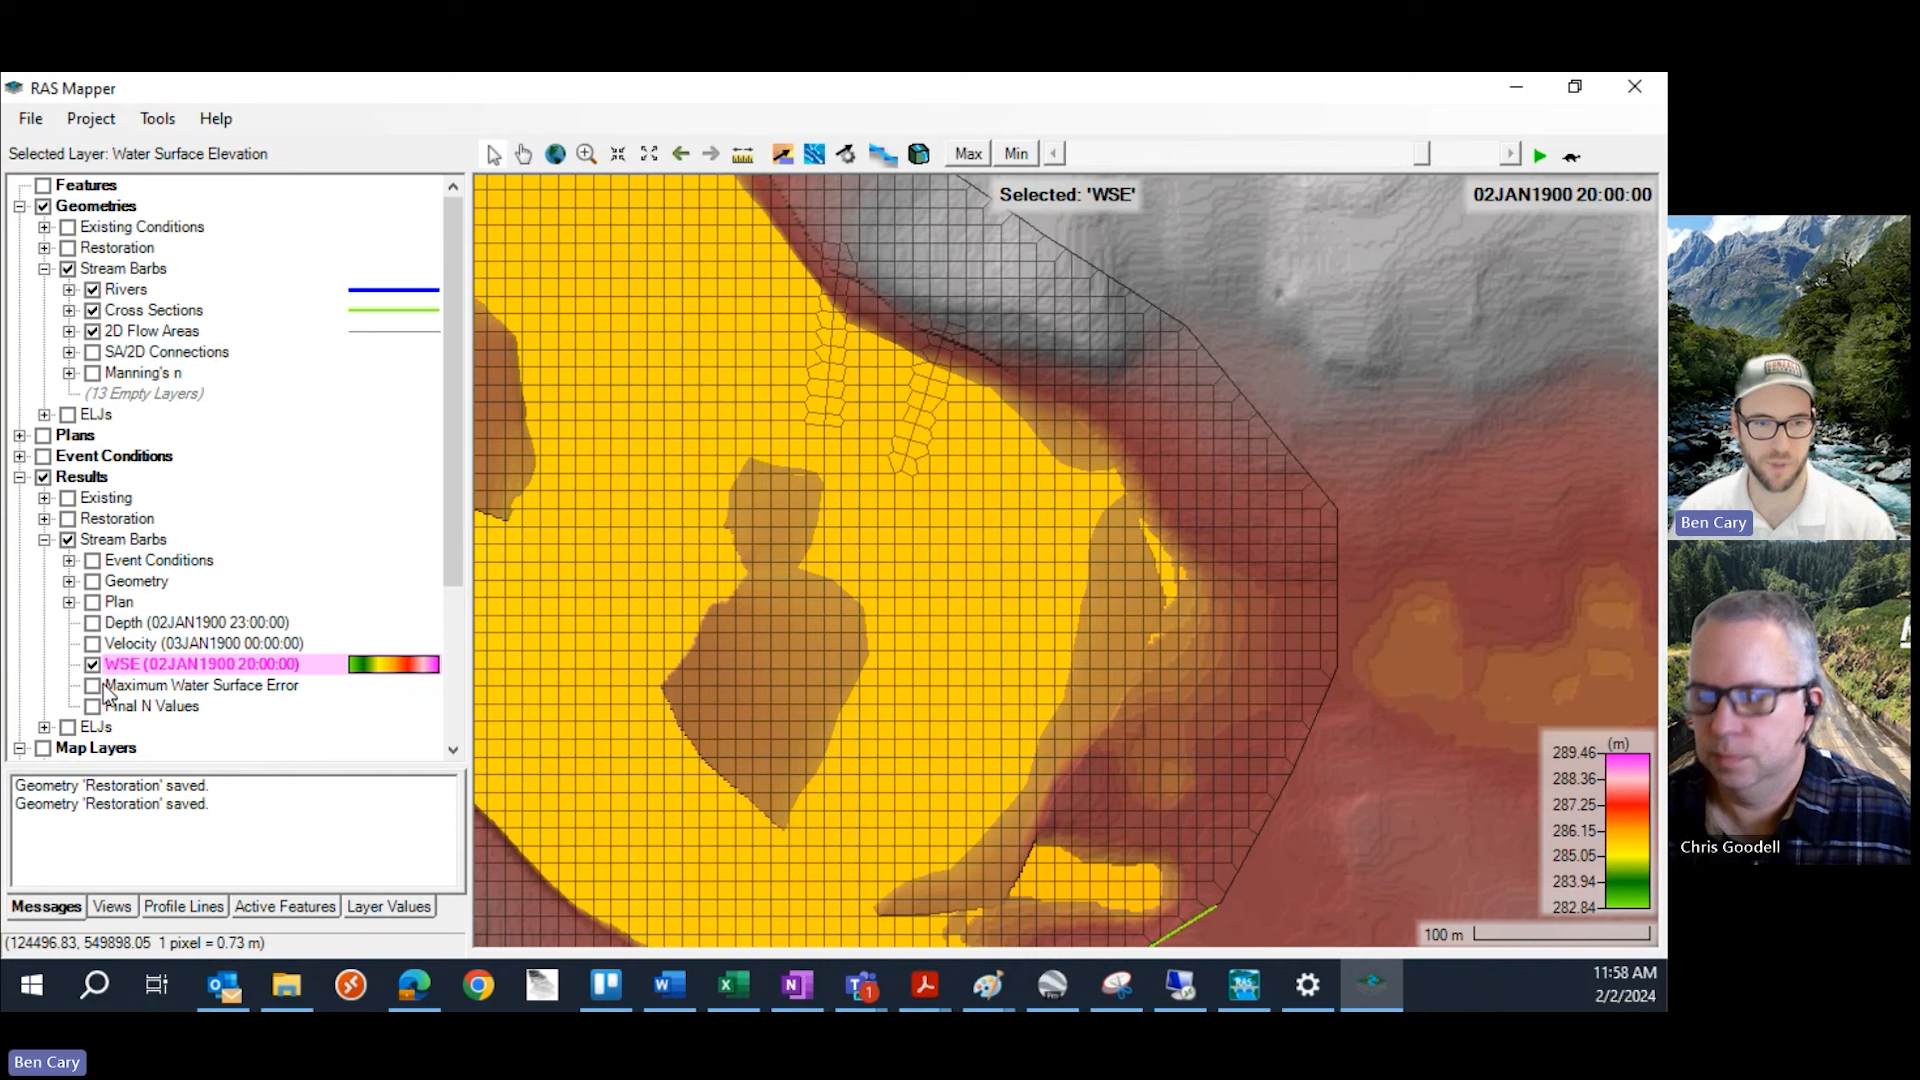 RAS Mapper
File Project Tools Help
Selected Layer: Water Surface Elevation
Max Min
Features
Geometries
Existing Conditions
Restoration
Stream Barbs
Rivers
Cross Sections
2D Flow Areas
SA/2D Connections
Manning's n
(13 Empty Layers)
ELJs
Plans
Event Conditions
Results
Existing
Restoration
Stream Barbs
Event Conditions
Geometry
Plan
Depth (02JAN1900 23:00:00)
Velocity (03JAN1900 00:00:00)
WSE (02JAN1900 20:00:00)
Maximum Water Surface Error
Final N Values
ELJs
Map Layers
Geometry 'Restoration' saved.
Geometry 'Restoration' saved.
Messages Views Profile Lines Active Features Layer Values
(124496.83, 549898.05 1 pixel = 0.73 m)
Selected: 'WSE'
02JAN1900 20:00:00
(m)
289.46
288.36
287.25
286.15
285.05
283.94
282.84
100 m
Ben Cary
Chris Goodell
11:58 AM
2/2/2024
Ben Cary